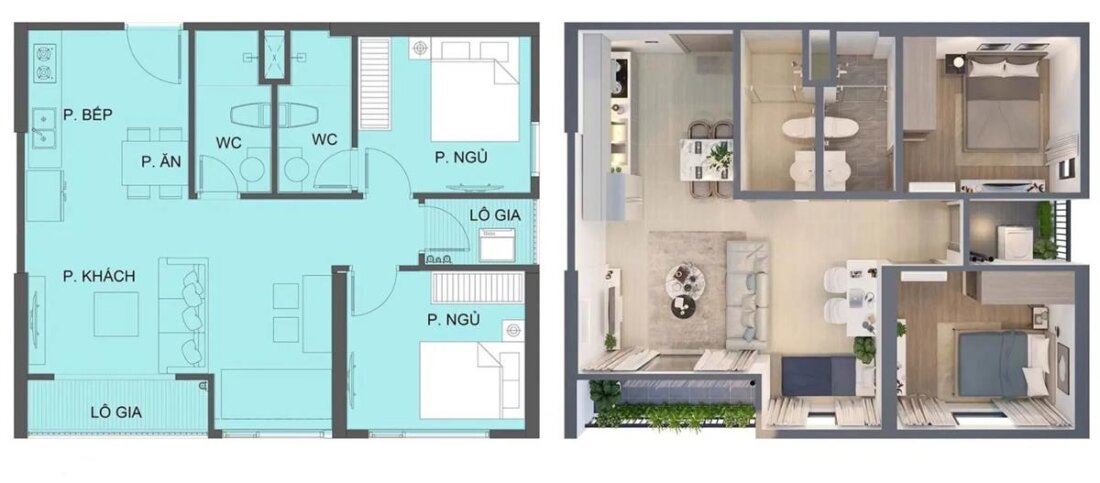 P. BẾP
P. ĂN
WC
WC
P. NGỦ
LÔ GIA
P. KHÁCH
P. NGỦ
LÔ GIA